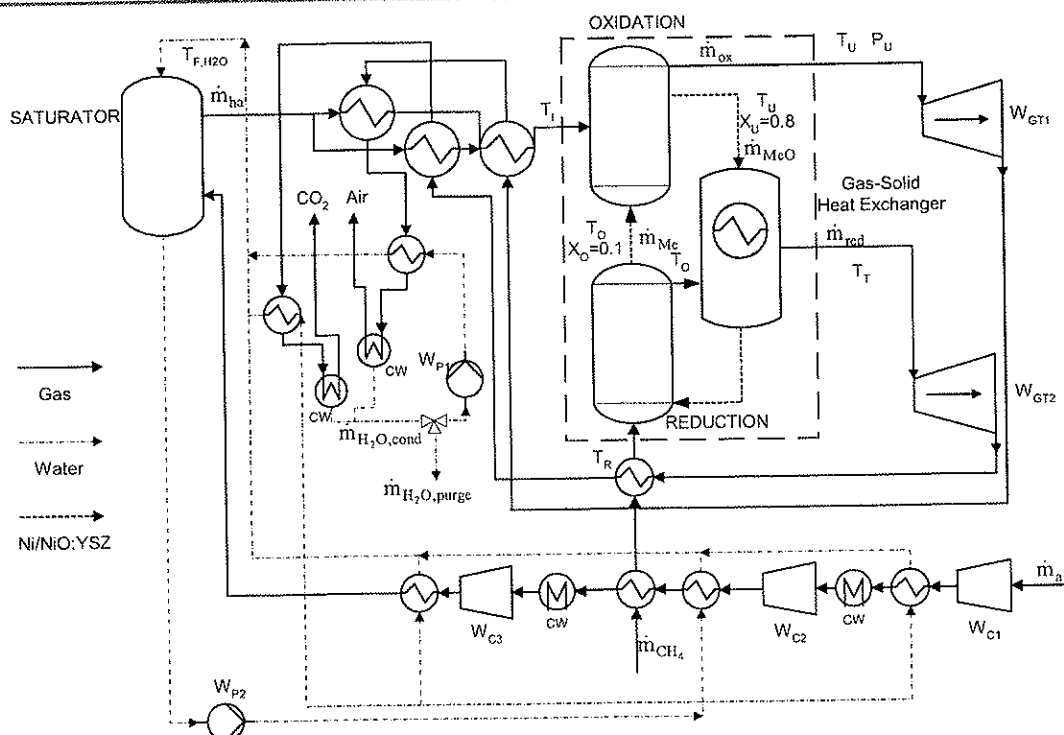 OXIDATION
T_F,H2O
ṁ_ha
SATURATOR
T_I
ṁ_ox
T_U P_U
W_GT1
T_U
X_U=0.8
ṁ_MeO
Gas-Solid
Heat Exchanger
ṁ_red
T_T
CO₂ Air
T_O
X_O=0.1
ṁ_Me
T_O
W_P1
CW
CW
ṁ_H₂O,cond
REDUCTION
W_GT2
ṁ_H₂O,purge
T_R
Gas
Water
Ni/NiO:YSZ
ṁ_a
W_C3
CW
W_C2
CW
W_C1
ṁ_CH₄
W_P2